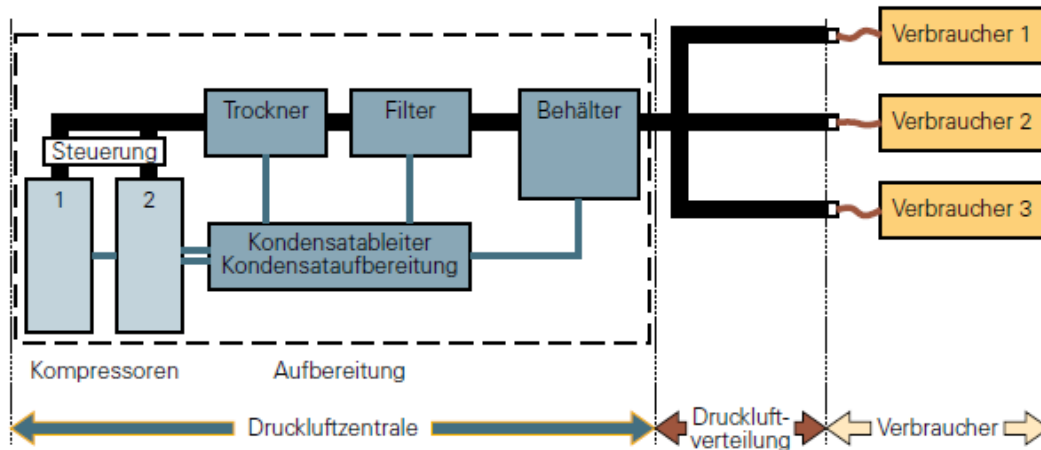 Verbraucher 1
Trockner
Filter
Behälter
Verbraucher 2
Steuerung
1
2
Verbraucher 3
Kondensatableiter
Kondensataufbereitung
Kompressoren
Aufbereitung
Druckluftzentrale
Druckluft-
verteilung
Verbraucher